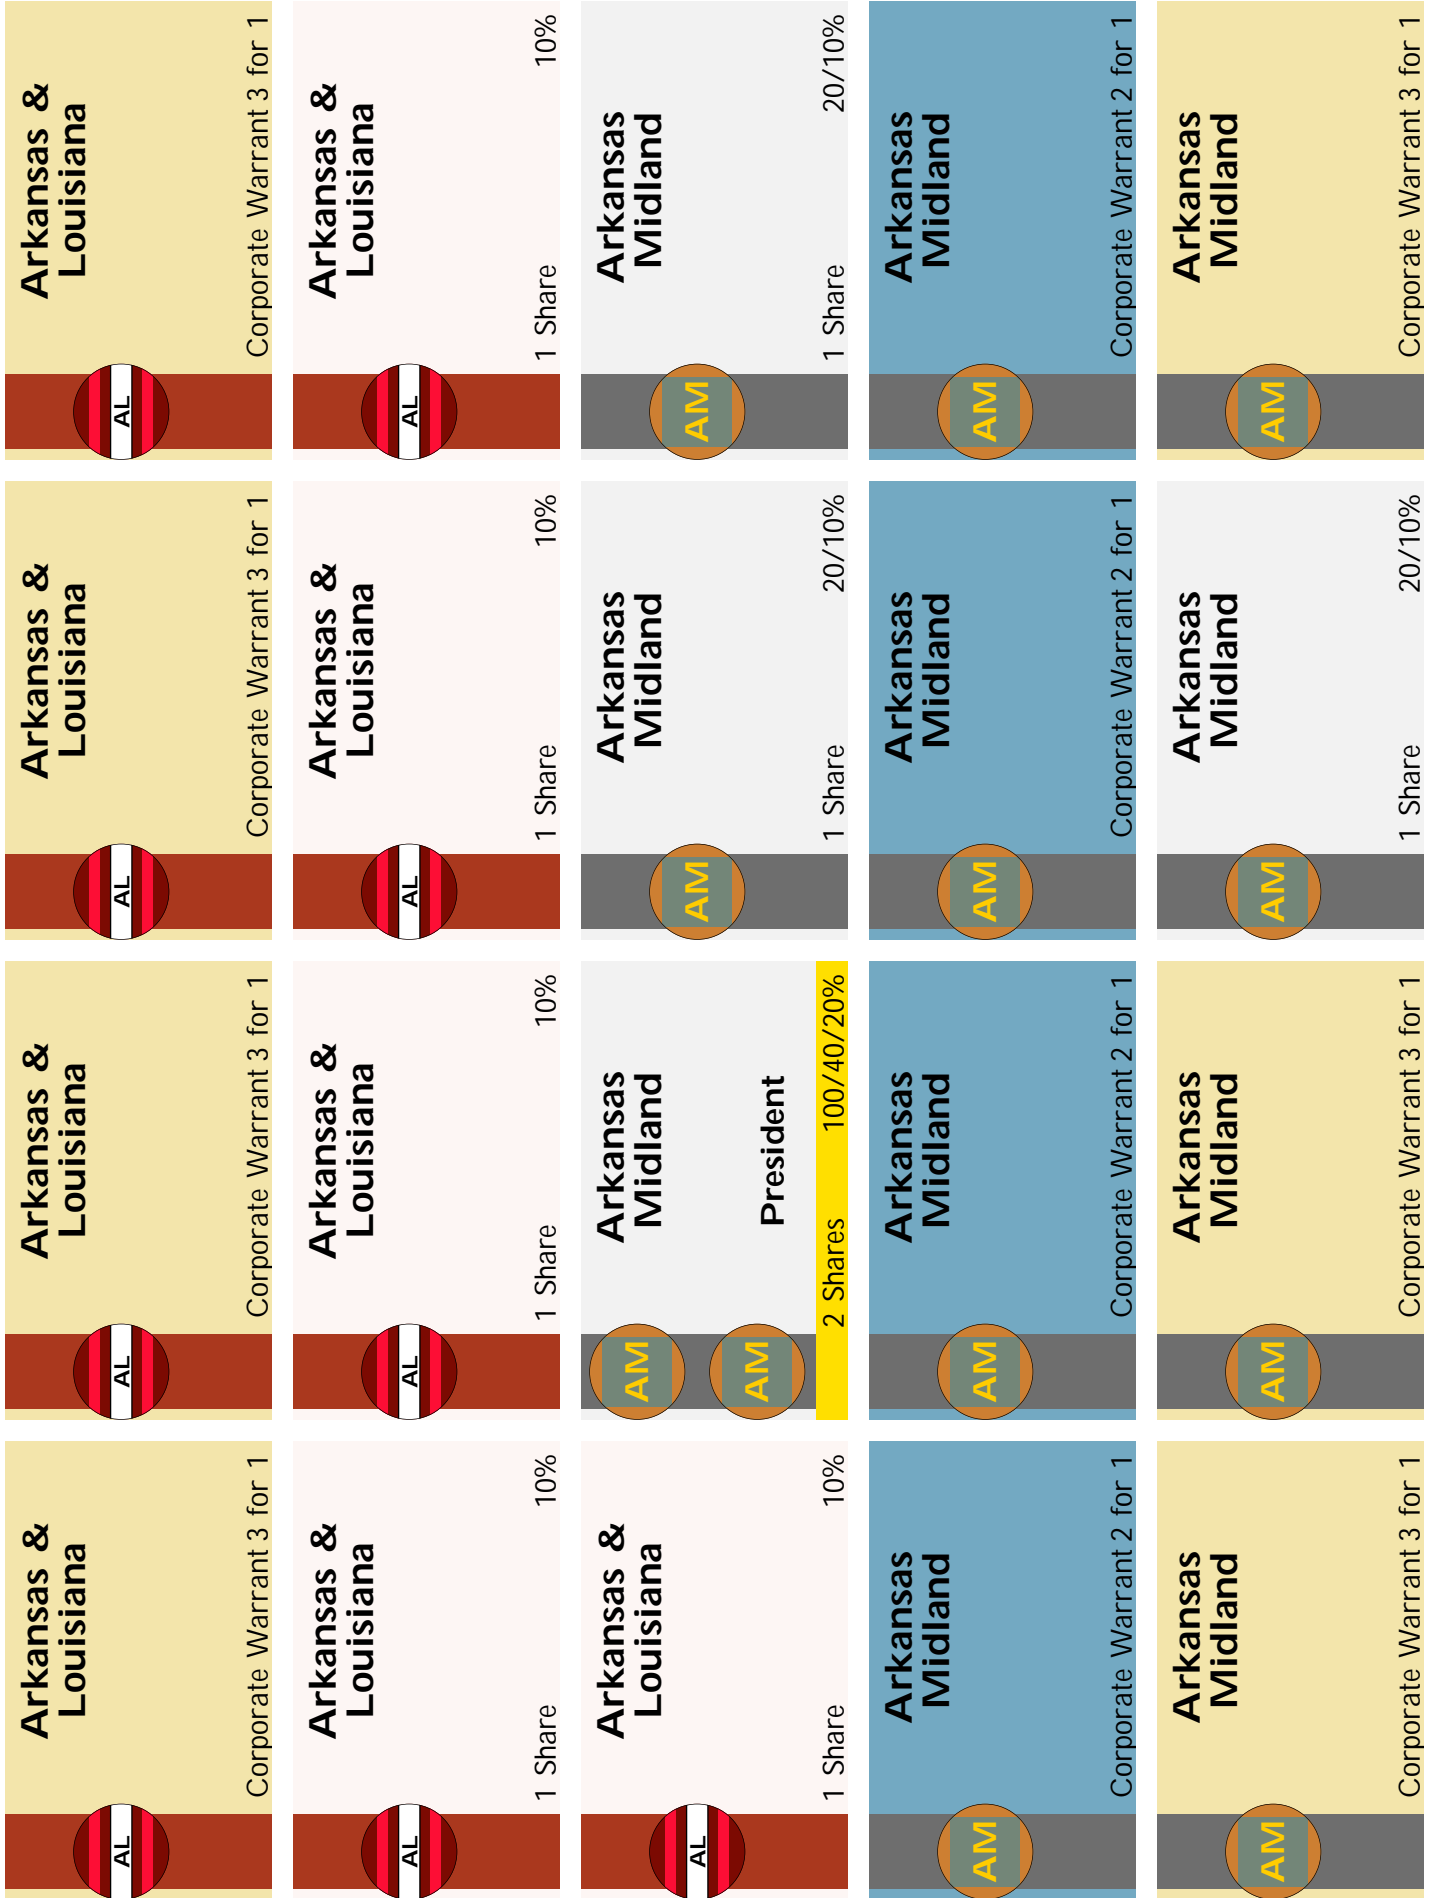 Arkansas &
Louisiana
AL
Corporate Warrant 3 for 1
Arkansas &
Louisiana
AL
Corporate Warrant 3 for 1
Arkansas &
Louisiana
AL
Corporate Warrant 3 for 1
Arkansas &
Louisiana
AL
Corporate Warrant 3 for 1
Arkansas &
Louisiana
AL
1 Share 10%
Arkansas &
Louisiana
AL
1 Share 10%
Arkansas &
Louisiana
AL
1 Share 10%
Arkansas &
Louisiana
AL
1 Share 10%
Arkansas &
Louisiana
AL
1 Share 10%
Arkansas
Midland
AM
AM
President
2 Shares 100/40/20%
Arkansas
Midland
AM
1 Share 20/10%
Arkansas
Midland
AM
1 Share 20/10%
Arkansas
Midland
AM
Corporate Warrant 2 for 1
Arkansas
Midland
AM
Corporate Warrant 2 for 1
Arkansas
Midland
AM
Corporate Warrant 2 for 1
Arkansas
Midland
AM
Corporate Warrant 2 for 1
Arkansas
Midland
AM
Corporate Warrant 3 for 1
Arkansas
Midland
AM
Corporate Warrant 3 for 1
Arkansas
Midland
AM
1 Share 20/10%
Arkansas
Midland
AM
Corporate Warrant 3 for 1